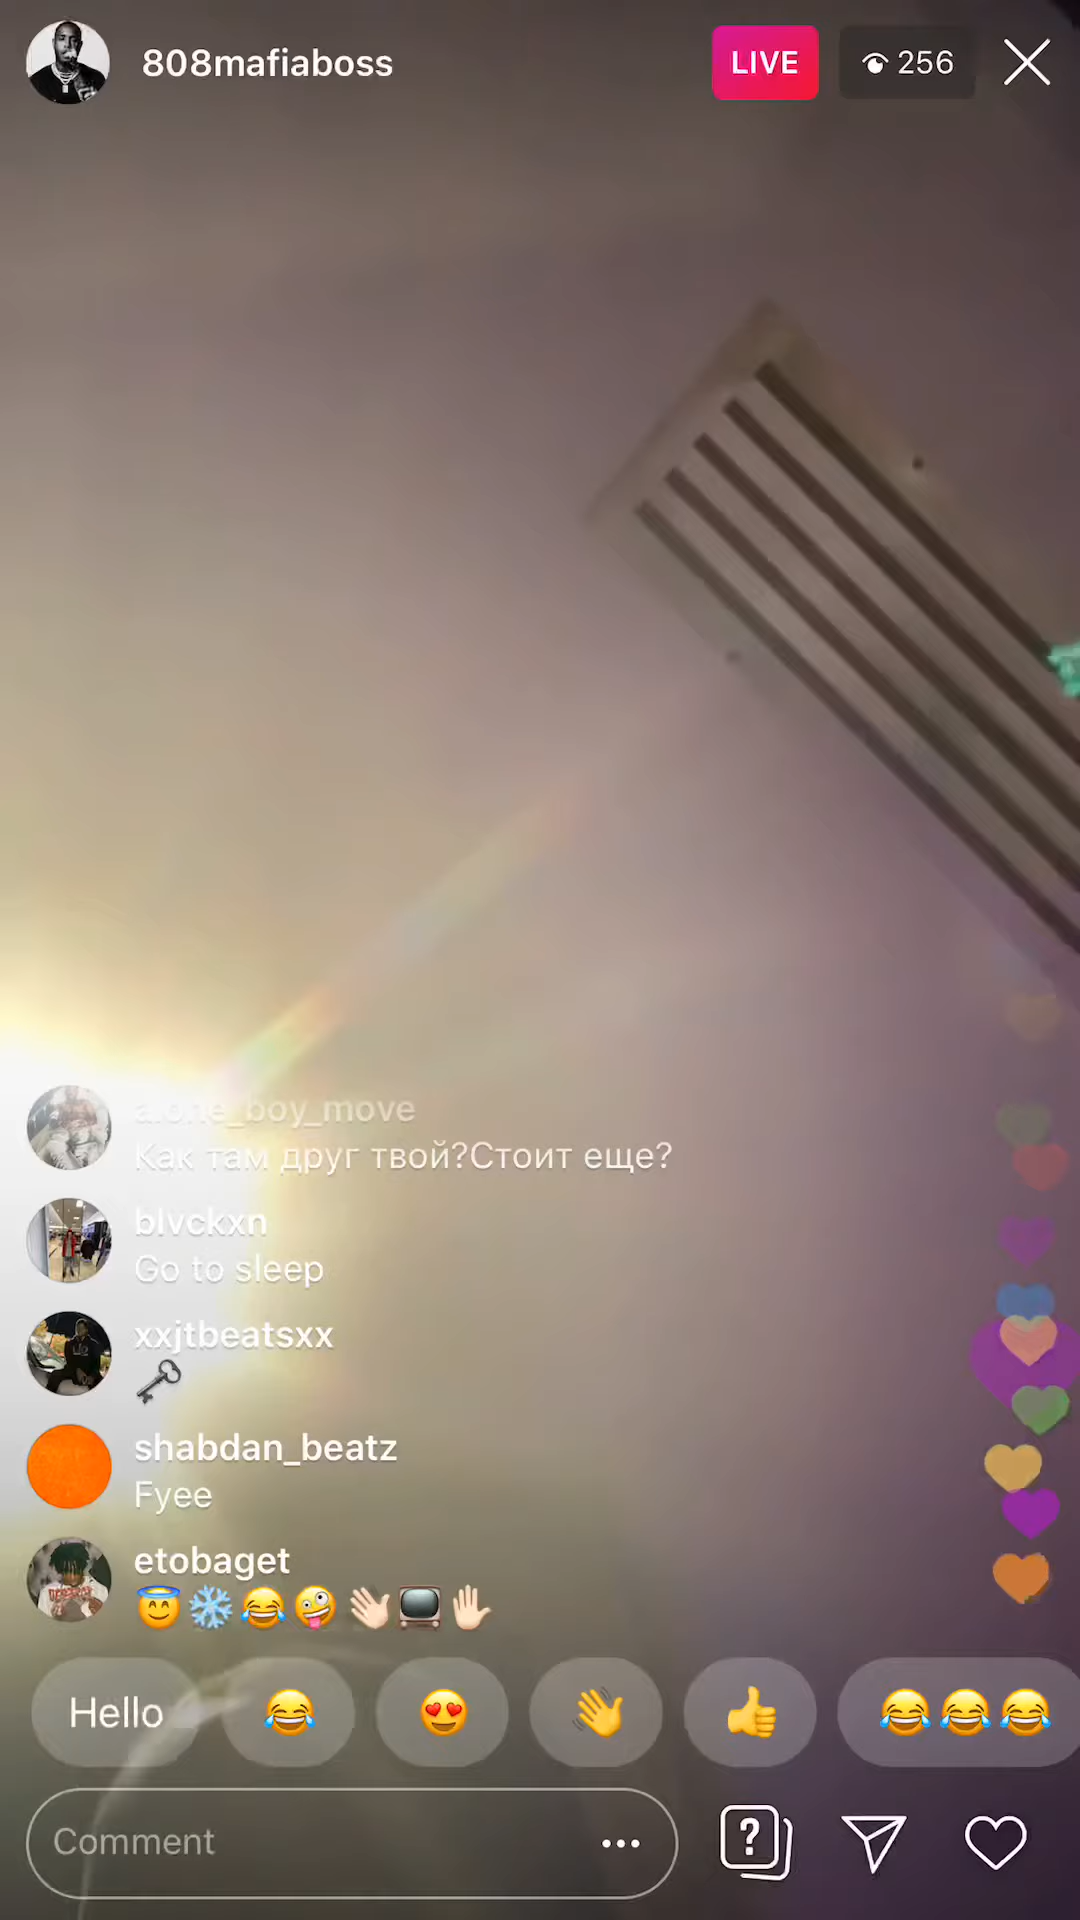 808mafiaboss
LIVE
256
alone_boy_move
Как там друг твой?Стоит еще?
blvckxn
Go to sleep
xxjtbeatsxx
🗝
shabdan_beatz
Fyee
etobaget
😇❄️😂🤪👋🏻📺🤚🏻
Hello 😂 😍 👋 👍 😂😂😂
Comment